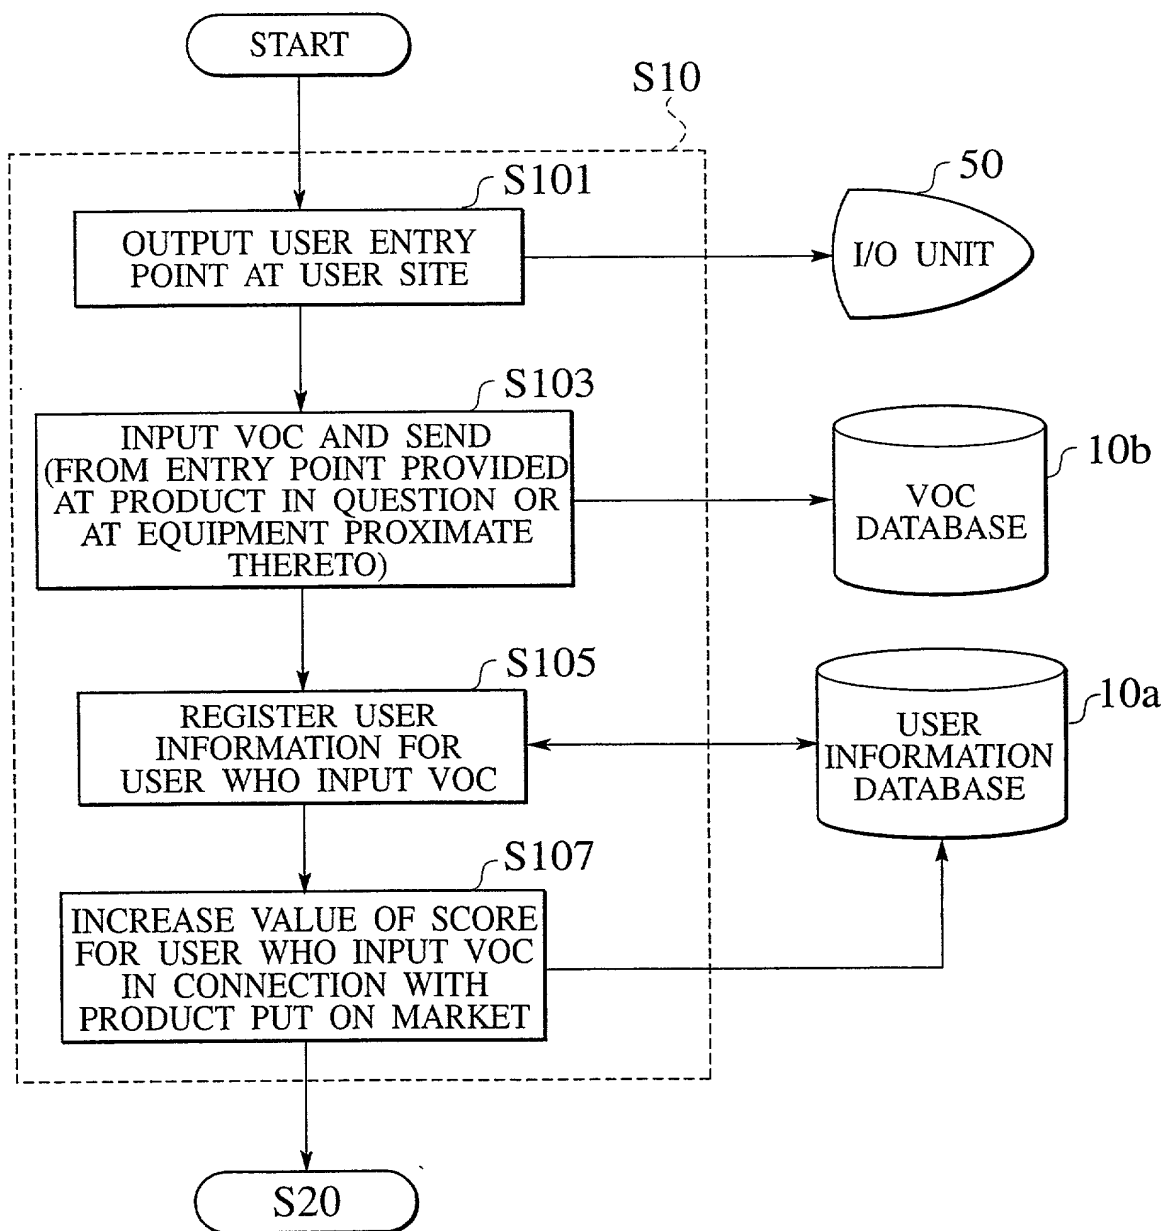 START
S10
S101
OUTPUT USER ENTRY
POINT AT USER SITE
50
I/O UNIT
S103
INPUT VOC AND SEND
(FROM ENTRY POINT PROVIDED
AT PRODUCT IN QUESTION OR
AT EQUIPMENT PROXIMATE
THERETO)
10b
VOC
DATABASE
S105
REGISTER USER
INFORMATION FOR
USER WHO INPUT VOC
10a
USER
INFORMATION
DATABASE
S107
INCREASE VALUE OF SCORE
FOR USER WHO INPUT VOC
IN CONNECTION WITH
PRODUCT PUT ON MARKET
S20